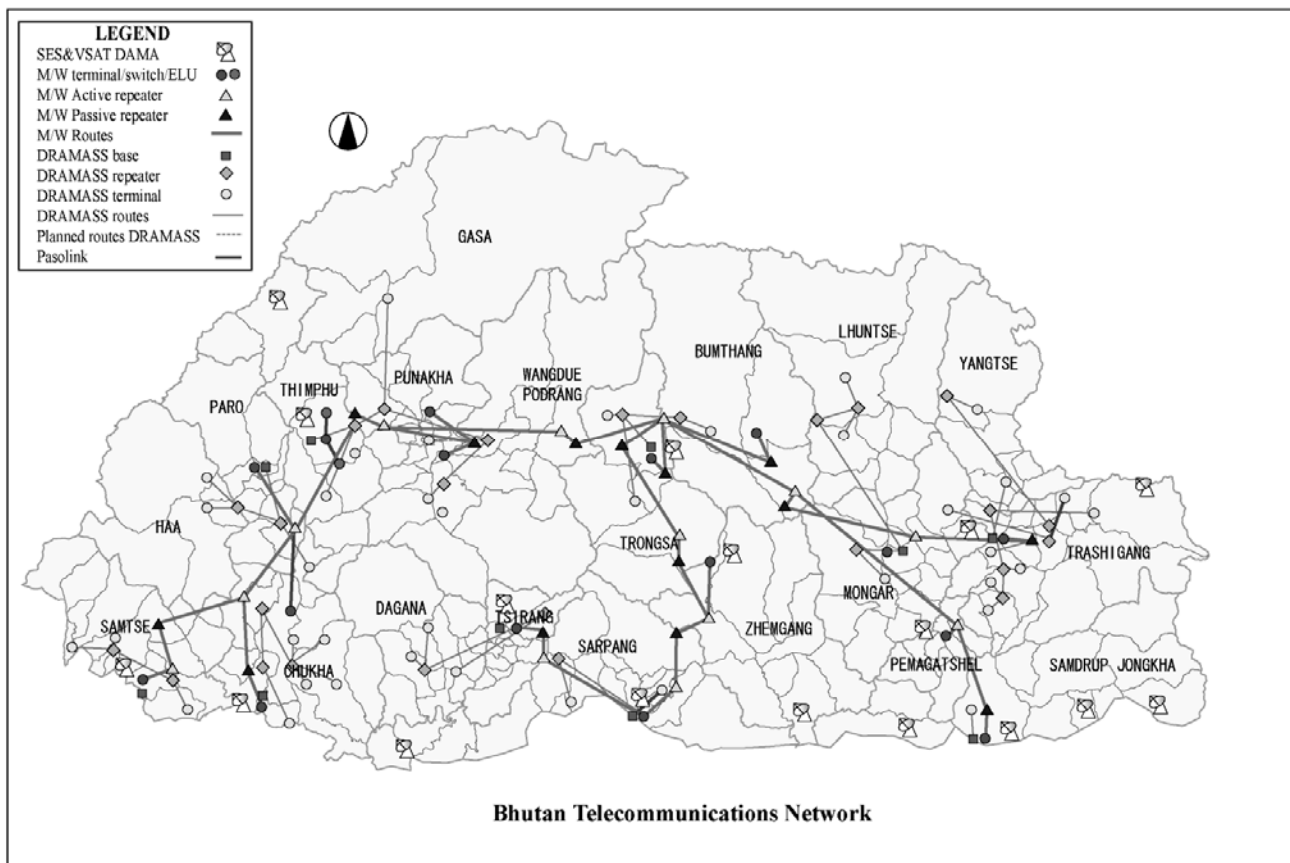 LEGEND
SES&VSAT DAMA
M/W terminal/switch/ELU
M/W Active repeater
M/W Passive repeater
M/W Routes
DRAMASS base
DRAMASS repeater
DRAMASS terminal
DRAMASS routes
Planned routes DRAMASS
Pasolink
GASA
LHUNTSE
BUMTHANG
YANGTSE
PUNAKHA
WANGDUE
PODRANG
THIMPHU
PARO
HAA
TRONGSA
TRASHIGANG
MONGAR
DAGANA
TSIRANG
SAMTSE
ZHEMGANG
SARPANG
PEMAGATSHEL
SAMDRUP JONGKHA
CHUKHA
Bhutan Telecommunications Network